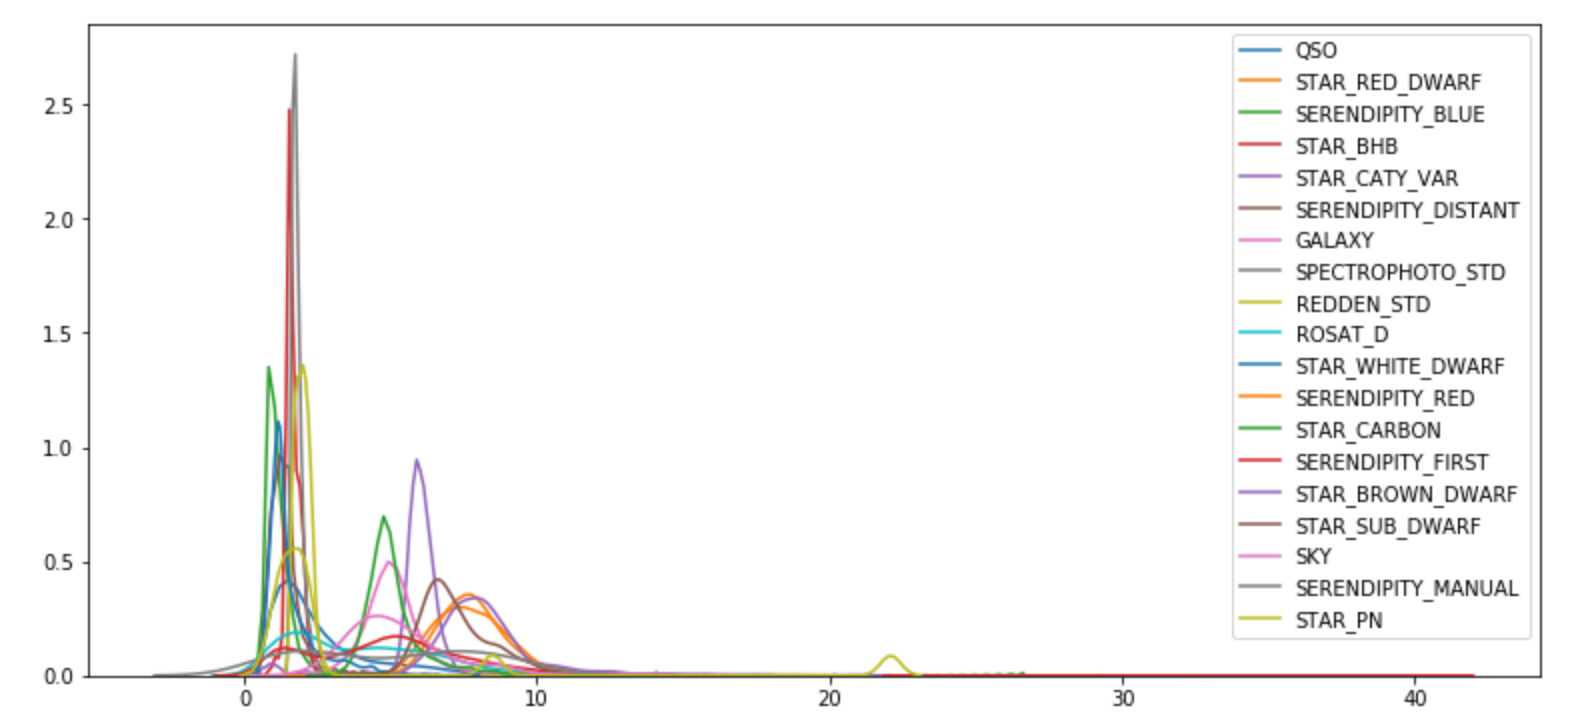 2.5
2.0
1.5
1.0
0.5
0.0
0 10 20 30 40
QSO
STAR_RED_DWARF
SERENDIPITY_BLUE
STAR_BHB
STAR_CATY_VAR
SERENDIPITY_DISTANT
GALAXY
SPECTROPHOTO_STD
REDDEN_STD
ROSAT_D
STAR_WHITE_DWARF
SERENDIPITY_RED
STAR_CARBON
SERENDIPITY_FIRST
STAR_BROWN_DWARF
STAR_SUB_DWARF
SKY
SERENDIPITY_MANUAL
STAR_PN